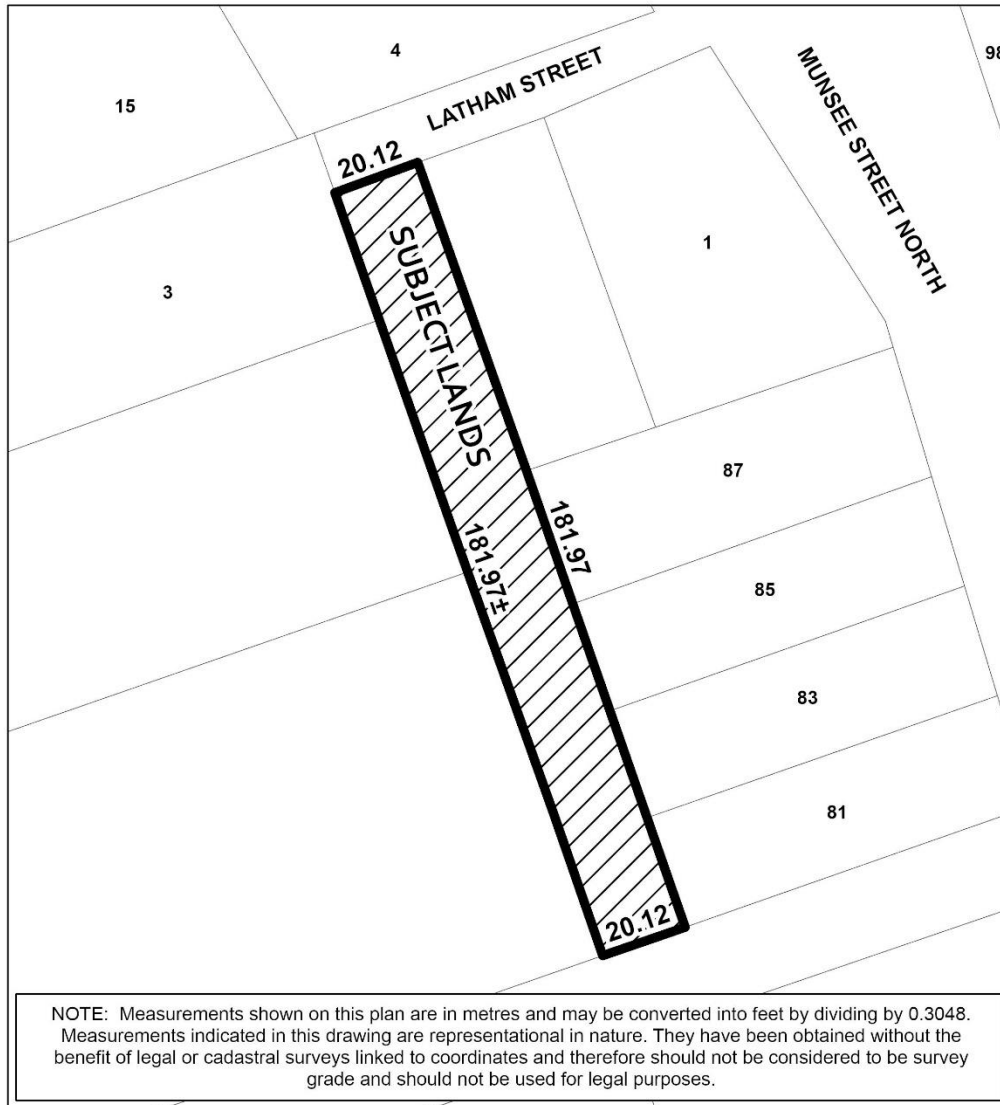 4
98
15
LATHAM STREET
MUNSEE STREET NORTH
20.12
1
3
SUBJECT LANDS
87
181.97
181.97±
85
83
81
20.12
NOTE: Measurements shown on this plan are in metres and may be converted into feet by dividing by 0.3048.
Measurements indicated in this drawing are representational in nature. They have been obtained without the
benefit of legal or cadastral surveys linked to coordinates and therefore should not be considered to be survey
grade and should not be used for legal purposes.